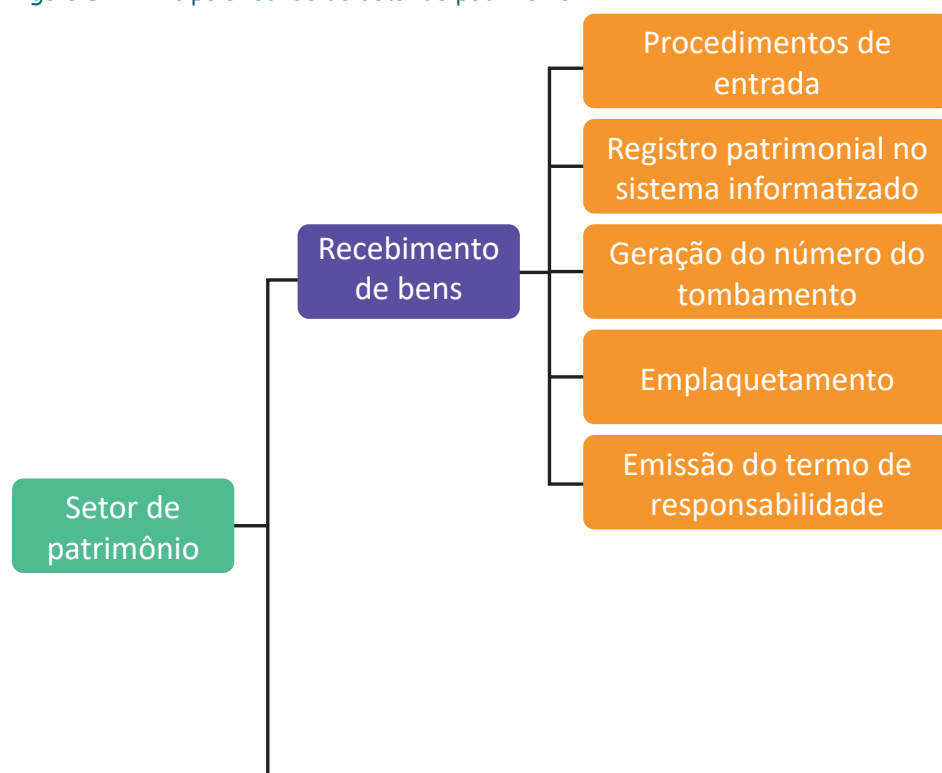 Procedimentos de
entrada
Registro patrimonial no
sistema informatizado
Recebimento
de bens
Geração do número do
tombamento
Emplaquetamento
Emissão do termo de
responsabilidade
Setor de
patrimônio